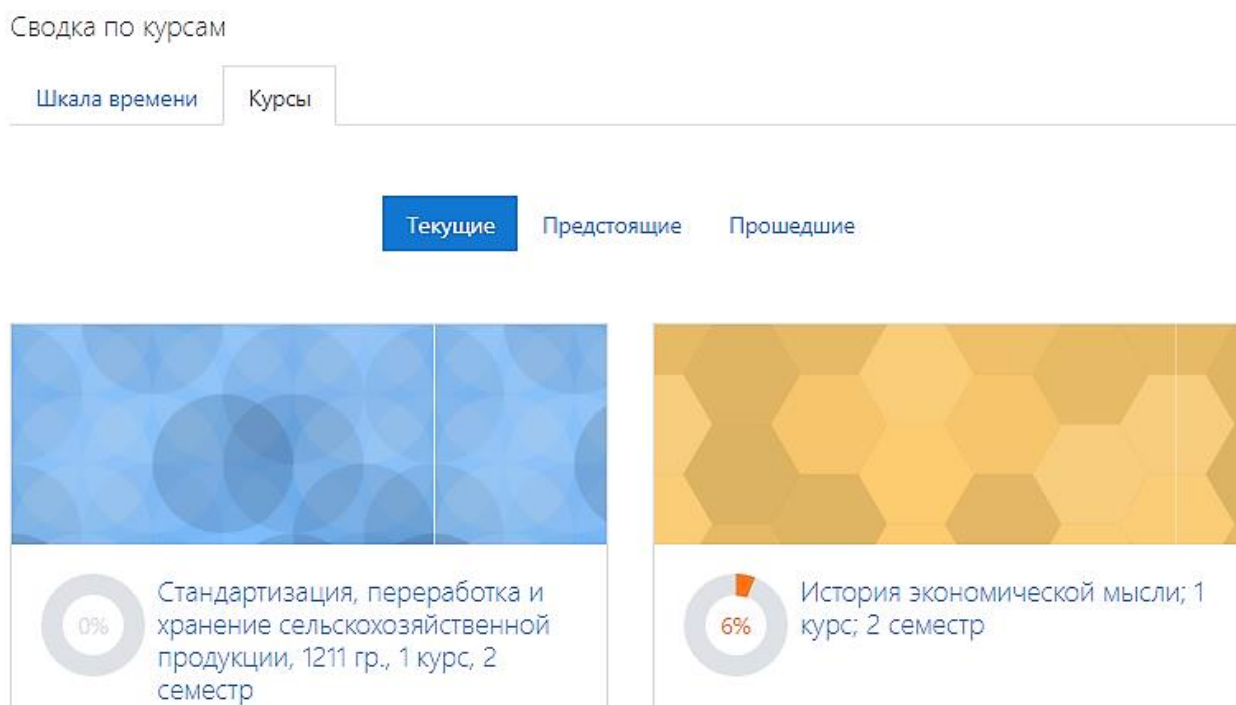 Сводка по курсам
Шкала времени Курсы
Текущие Предстоящие Прошедшие
0%
Стандартизация, переработка и
хранение сельскохозяйственной
продукции, 1211 гр., 1 курс, 2
семестр
6%
История экономической мысли; 1
курс; 2 семестр